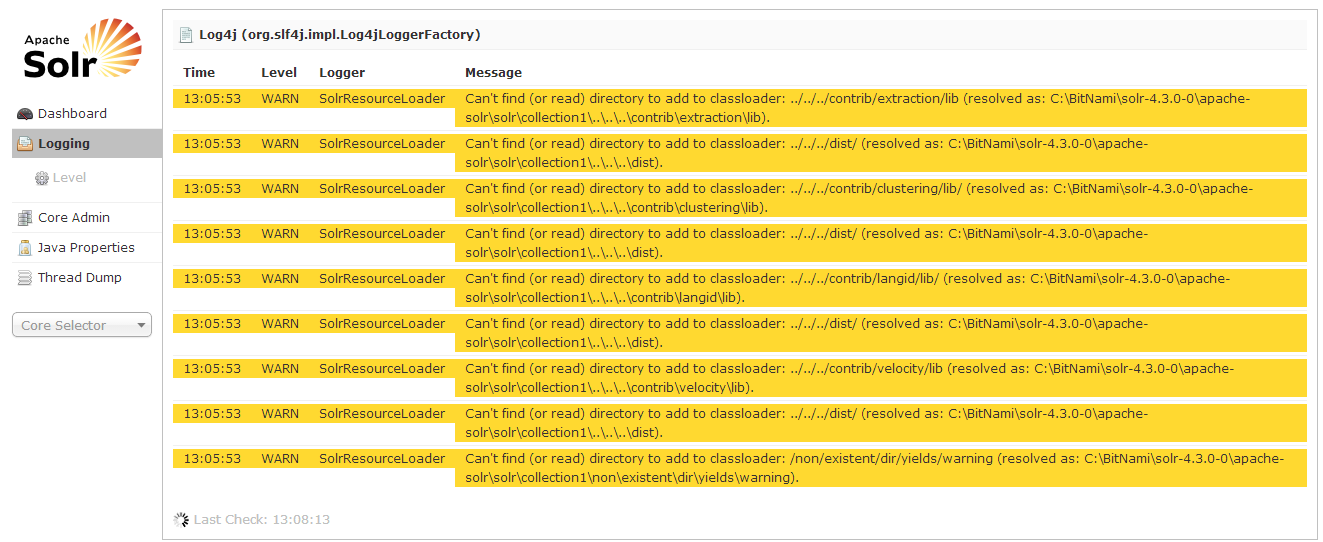 Apache
Solr
Dashboard
Logging
Level
Core Admin
Java Properties
Thread Dump
Core Selector
Log4j (org.slf4j.impl.Log4jLoggerFactory)
Time Level Logger Message
13:05:53 WARN SolrResourceLoader Can't find (or read) directory to add to classloader: ../../../contrib/extraction/lib (resolved as: C:\BitNami\solr-4.3.0-0\apache-
solr\solr\collection1\..\..\..\contrib\extraction\lib).
13:05:53 WARN SolrResourceLoader Can't find (or read) directory to add to classloader: ../../../dist/ (resolved as: C:\BitNami\solr-4.3.0-0\apache-
solr\solr\collection1\..\..\..\dist).
13:05:53 WARN SolrResourceLoader Can't find (or read) directory to add to classloader: ../../../contrib/clustering/lib/ (resolved as: C:\BitNami\solr-4.3.0-0\apache-
solr\solr\collection1\..\..\..\contrib\clustering\lib).
13:05:53 WARN SolrResourceLoader Can't find (or read) directory to add to classloader: ../../../dist/ (resolved as: C:\BitNami\solr-4.3.0-0\apache-
solr\solr\collection1\..\..\..\dist).
13:05:53 WARN SolrResourceLoader Can't find (or read) directory to add to classloader: ../../../contrib/langid/lib/ (resolved as: C:\BitNami\solr-4.3.0-0\apache-
solr\solr\collection1\..\..\..\contrib\langid\lib).
13:05:53 WARN SolrResourceLoader Can't find (or read) directory to add to classloader: ../../../dist/ (resolved as: C:\BitNami\solr-4.3.0-0\apache-
solr\solr\collection1\..\..\..\dist).
13:05:53 WARN SolrResourceLoader Can't find (or read) directory to add to classloader: ../../../contrib/velocity/lib (resolved as: C:\BitNami\solr-4.3.0-0\apache-
solr\solr\collection1\..\..\..\contrib\velocity\lib).
13:05:53 WARN SolrResourceLoader Can't find (or read) directory to add to classloader: ../../../dist/ (resolved as: C:\BitNami\solr-4.3.0-0\apache-
solr\solr\collection1\..\..\..\dist).
13:05:53 WARN SolrResourceLoader Can't find (or read) directory to add to classloader: /non/existent/dir/yields/warning (resolved as: C:\BitNami\solr-4.3.0-0\apache-
solr\solr\collection1\non\existent\dir\yields\warning).
Last Check: 13:08:13